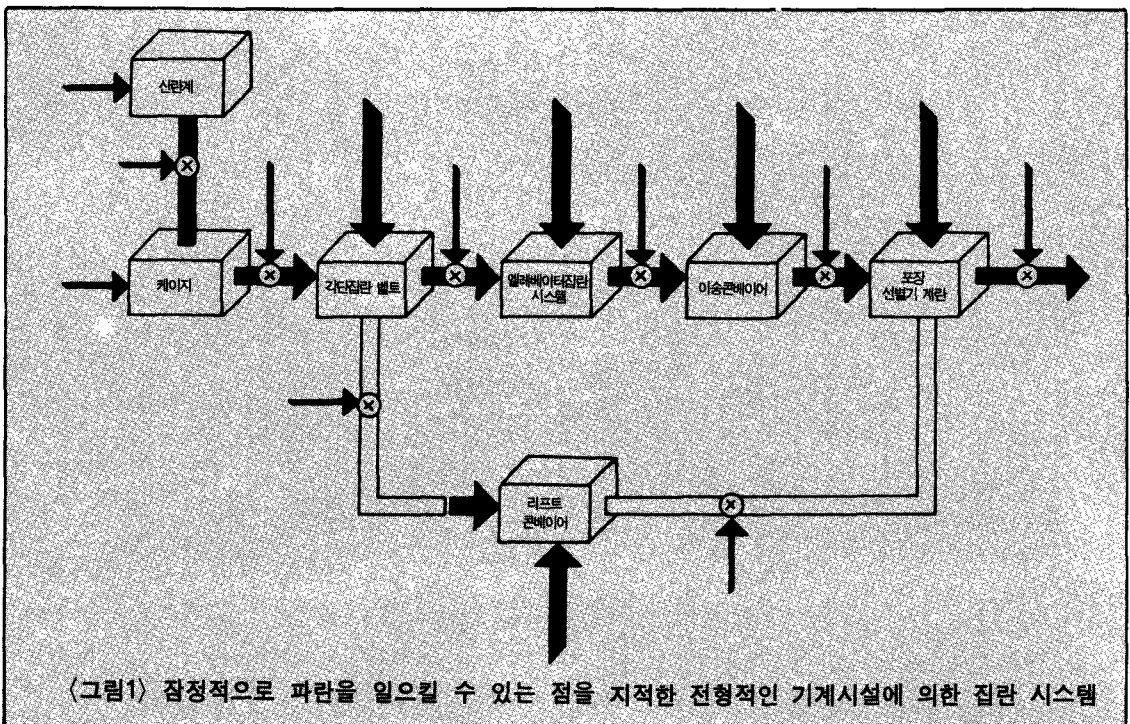 산란계
케이지
각단집란 벨트
엘레베이터집란
시스템
이송콘베이어
포장
선별기 계란
리프트
콘베이어
〈그림1〉 잠정적으로 파란을 일으킬 수 있는 점을 지적한 전형적인 기계시설에 의한 집란 시스템